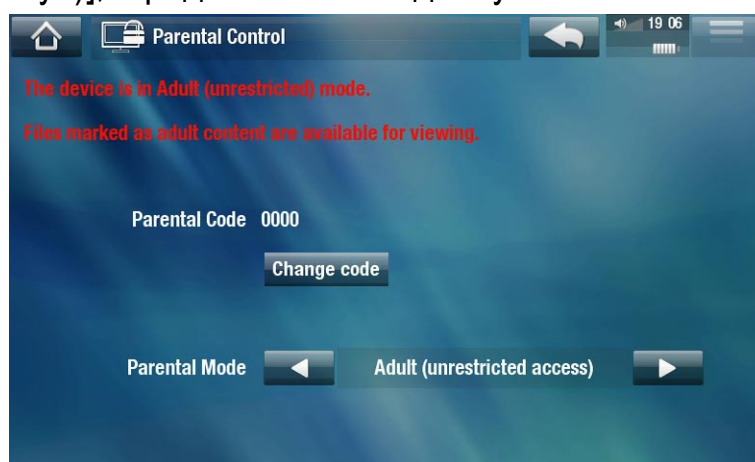 Parental Control
19 06
The device is in Adult (unrestricted) mode.
Files marked as adult content are available for viewing.
Parental Code 0000
Change code
Parental Mode Adult (unrestricted access)